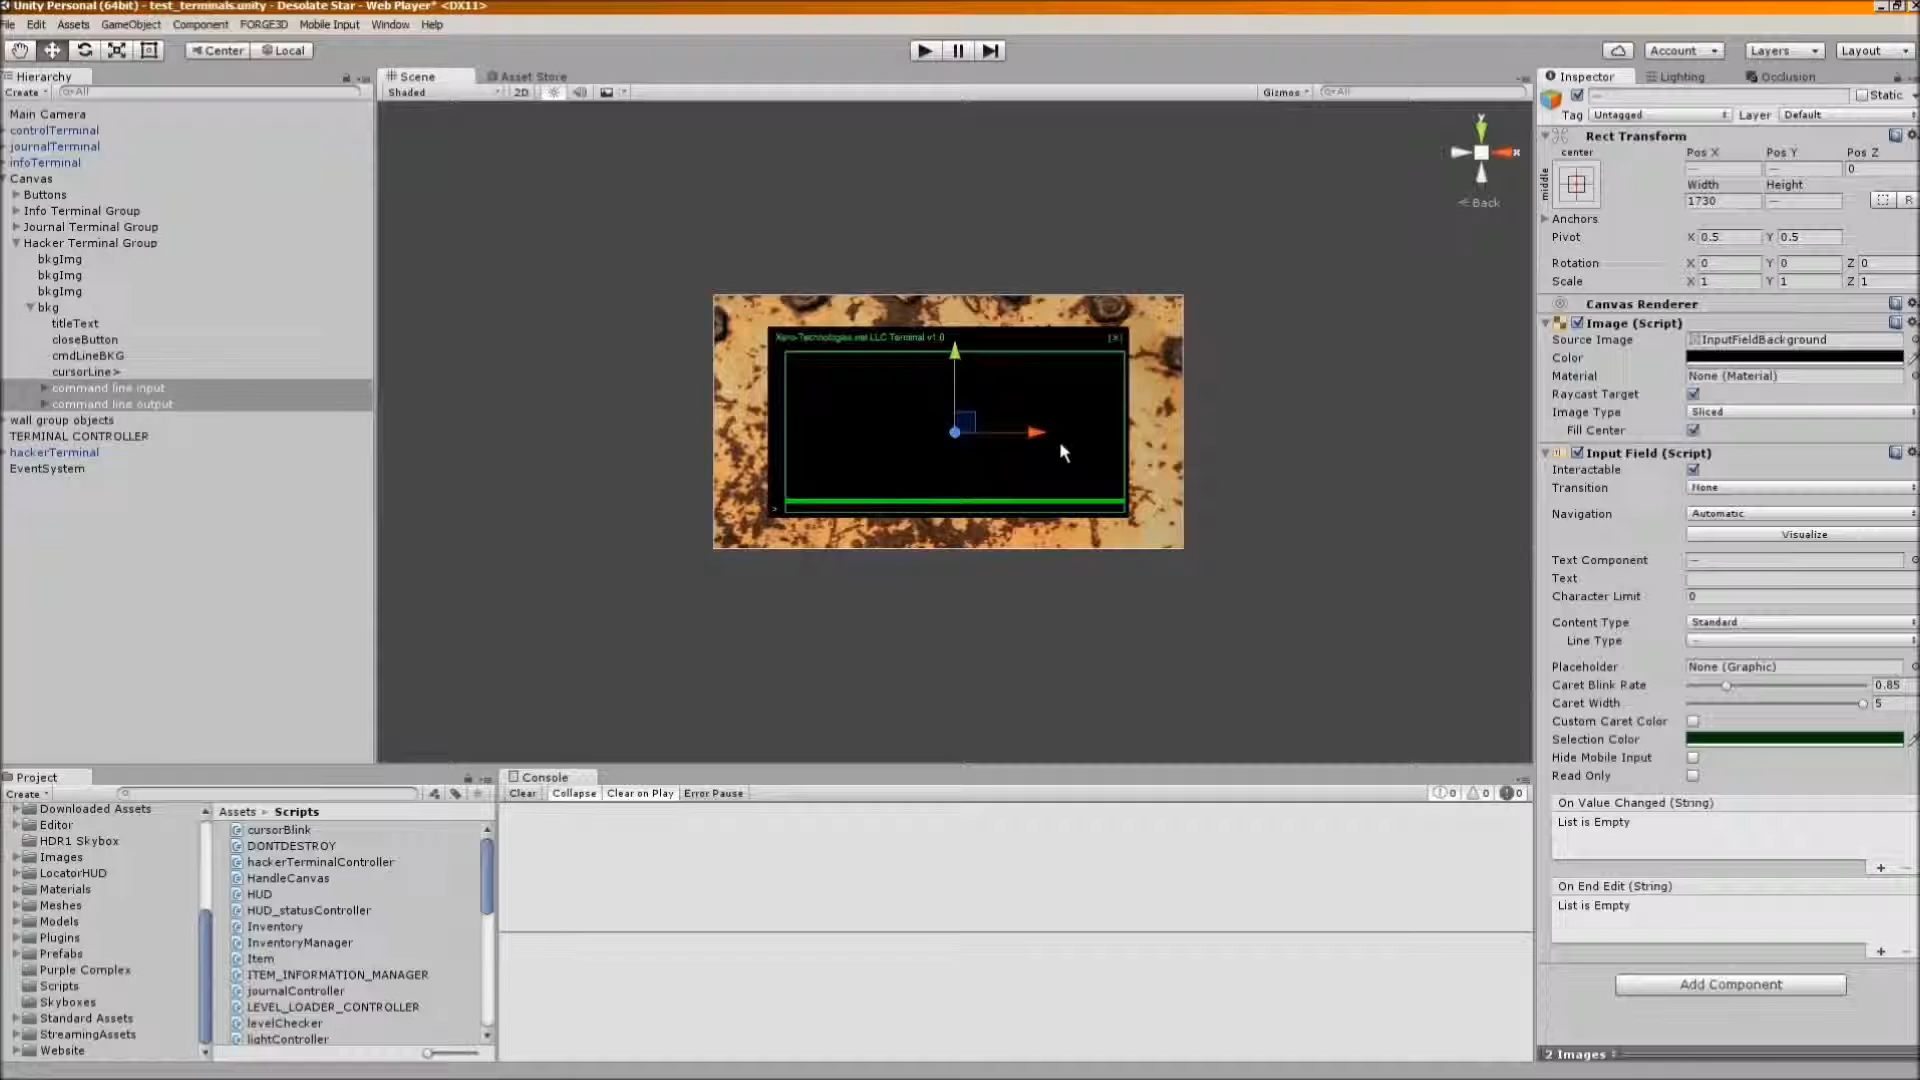 Unity Personal (64bit) - test_terminals.unity - Desolate Star - Web Player* <DX11>
File Edit Assets GameObject Component FORGE3D Mobile Input Window Help
Center Local Account Layers Layout
Hierarchy
Create All
Main Camera
controlTerminal
journalTerminal
infoTerminal
Canvas
Buttons
Info Terminal Group
Journal Terminal Group
Hacker Terminal Group
bkgImg
bkgImg
bkgImg
bkg
titleText
closeButton
cmdLineBKG
cursorLine>
command line input
command line output
wall group objects
TERMINAL CONTROLLER
hackerTerminal
EventSystem
Scene Asset Store
Shaded 2D Gizmos All
y
x
Back
Xero-Technologies.net LLC Terminal v1.0 [X]
>
Inspector Lighting Occlusion
— Static
Tag Untagged Layer Default
Rect Transform
center Pos X Pos Y Pos Z
middle — — 0
Width Height
1730 — R
Anchors
Pivot X 0.5 Y 0.5
Rotation X 0 Y 0 Z 0
Scale X 1 Y 1 Z 1
Canvas Renderer
Image (Script)
Source Image InputFieldBackground
Color
Material None (Material)
Raycast Target
Image Type Sliced
Fill Center
Input Field (Script)
Interactable
Transition None
Navigation Automatic
Visualize
Text Component —
Text
Character Limit 0
Content Type Standard
Line Type —
Placeholder None (Graphic)
Caret Blink Rate 0.85
Caret Width 5
Custom Caret Color
Selection Color
Hide Mobile Input
Read Only
On Value Changed (String)
List is Empty
+ −
On End Edit (String)
List is Empty
+ −
Add Component
2 Images
Project
Create
Downloaded Assets
Editor
HDR1 Skybox
Images
LocatorHUD
Materials
Meshes
Models
Plugins
Prefabs
Purple Complex
Scripts
Skyboxes
Standard Assets
StreamingAssets
Website
Assets Scripts
cursorBlink
DONTDESTROY
hackerTerminalController
HandleCanvas
HUD
HUD_statusController
Inventory
InventoryManager
Item
ITEM_INFORMATION_MANAGER
journalController
LEVEL_LOADER_CONTROLLER
levelChecker
lightController
Console
Clear Collapse Clear on Play Error Pause 0 0 0